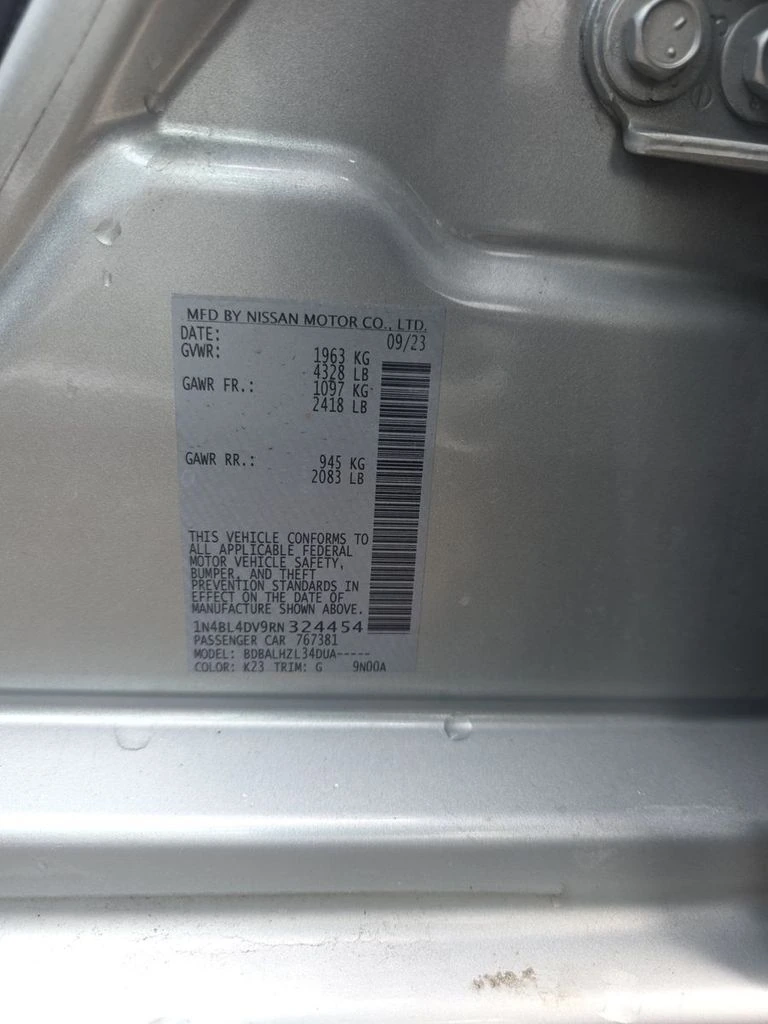 MFD BY NISSAN MOTOR CO., LTD.
DATE: 09/23
GVWR: 1963 KG
4328 LB
GAWR FR.: 1097 KG
2418 LB
GAWR RR.: 945 KG
2083 LB
THIS VEHICLE CONFORMS TO
ALL APPLICABLE FEDERAL
MOTOR VEHICLE SAFETY,
BUMPER, AND THEFT
PREVENTION STANDARDS IN
EFFECT ON THE DATE OF
MANUFACTURE SHOWN ABOVE.
1N4BL4DV9RN324454
PASSENGER CAR 767381
MODEL: BDBALHZL34DUA-----
COLOR: K23 TRIM: G 9N00A